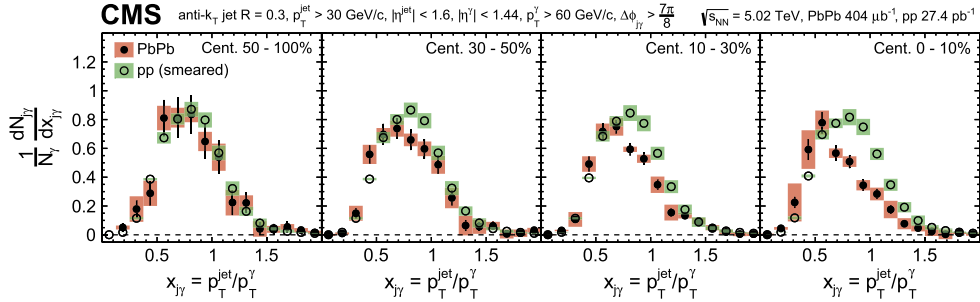 CMS anti-k_T jet R = 0.3, p_T^jet > 30 GeV/c, |η^jet| < 1.6, |η^γ| < 1.44, p_T^γ > 60 GeV/c, Δϕ_jγ > 7π/8 √s_NN = 5.02 TeV, PbPb 404 μb⁻¹, pp 27.4 pb⁻¹
PbPb
pp (smeared)
Cent. 50 - 100%
Cent. 30 - 50%
Cent. 10 - 30%
Cent. 0 - 10%
1/N_γ dN_jγ/dx_jγ
1.2
1
0.8
0.6
0.4
0.2
0
0.5 1 1.5
0.5 1 1.5
0.5 1 1.5
0.5 1 1.5
x_jγ = p_T^jet/p_T^γ
x_jγ = p_T^jet/p_T^γ
x_jγ = p_T^jet/p_T^γ
x_jγ = p_T^jet/p_T^γ